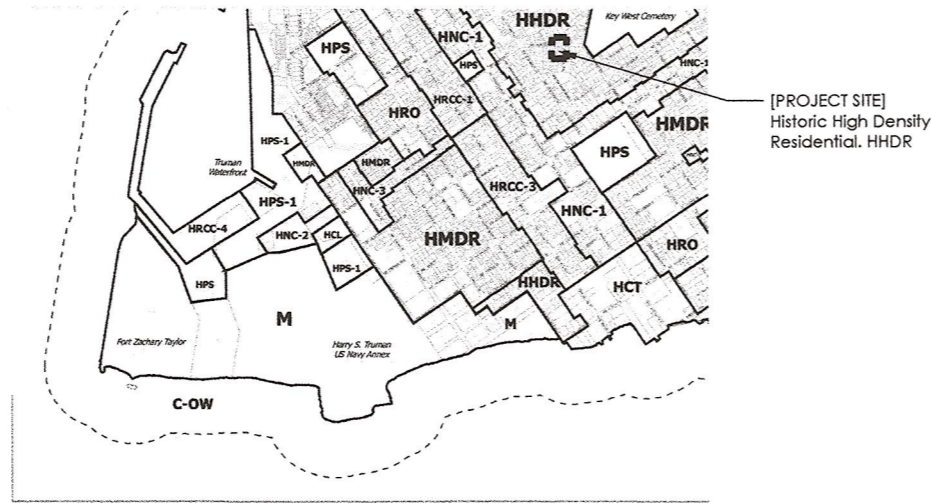 HHDR
Key West Cemetery
HNC-1
HPS
HPS
HNC-1
HRCC-1
HRO
[PROJECT SITE]
Historic High Density
Residential. HHDR
HMDR
HPS-1
HMDR
HMDR
HPS
Truman
Waterfront
HNC-3
HRCC-3
HPS-1
HNC-1
HRCC-4
HNC-2
HCL
HMDR
HRO
HPS-1
HHDR
HCT
HPS
M
M
Fort Zachary Taylor
Harry S. Truman
US Navy Annex
C-OW